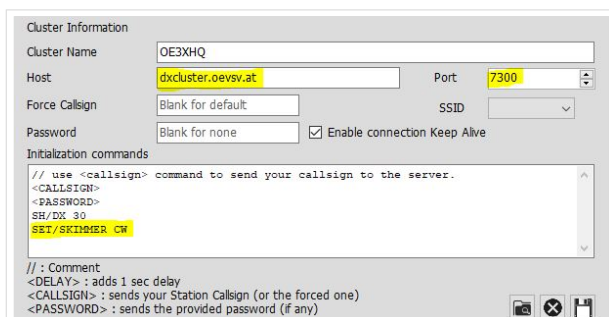 Cluster Information
Cluster Name OE3XHQ
Host dxcluster.oevsv.at Port 7300
Force Callsign Blank for default SSID
Password Blank for none Enable connection Keep Alive
Initialization commands
// use <callsign> command to send your callsign to the server.
<CALLSIGN>
<PASSWORD>
SH/DX 30
SET/SKIMMER CW
// : Comment
<DELAY> : adds 1 sec delay
<CALLSIGN> : sends your Station Callsign (or the forced one)
<PASSWORD> : sends the provided password (if any)